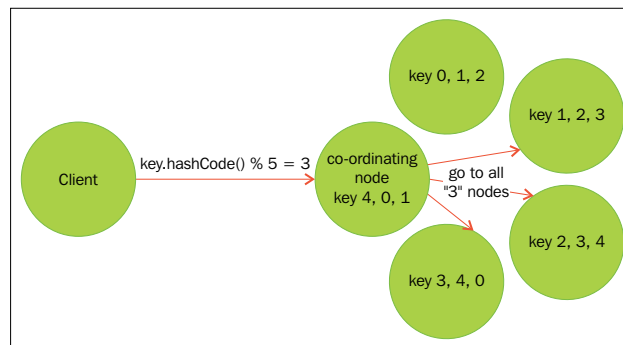 Client
key.hashCode() % 5 = 3
co-ordinating
node
key 4, 0, 1
key 0, 1, 2
key 1, 2, 3
go to all
"3" nodes
key 2, 3, 4
key 3, 4, 0